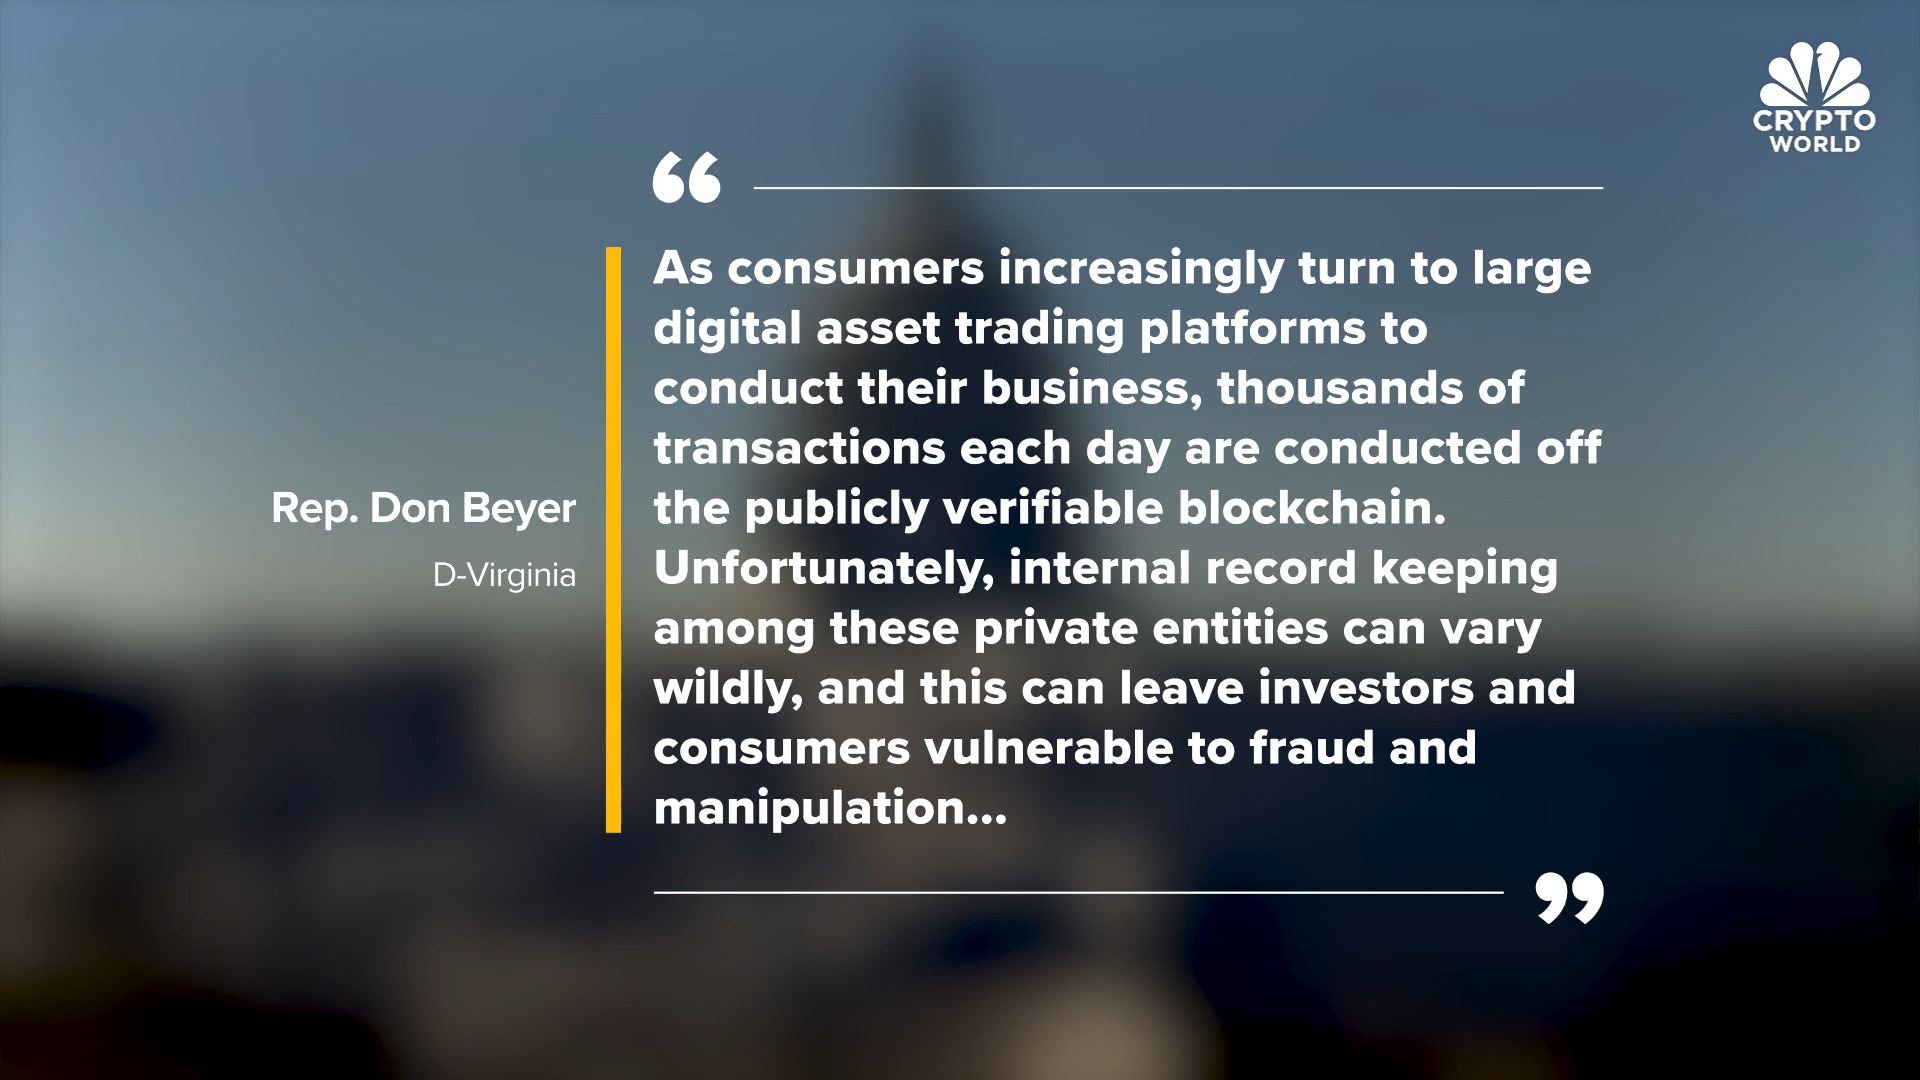 CRYPTO
WORLD
“
As consumers increasingly turn to large
digital asset trading platforms to
conduct their business, thousands of
transactions each day are conducted off
the publicly verifiable blockchain.
Unfortunately, internal record keeping
among these private entities can vary
wildly, and this can leave investors and
consumers vulnerable to fraud and
manipulation...
”
Rep. Don Beyer
D-Virginia